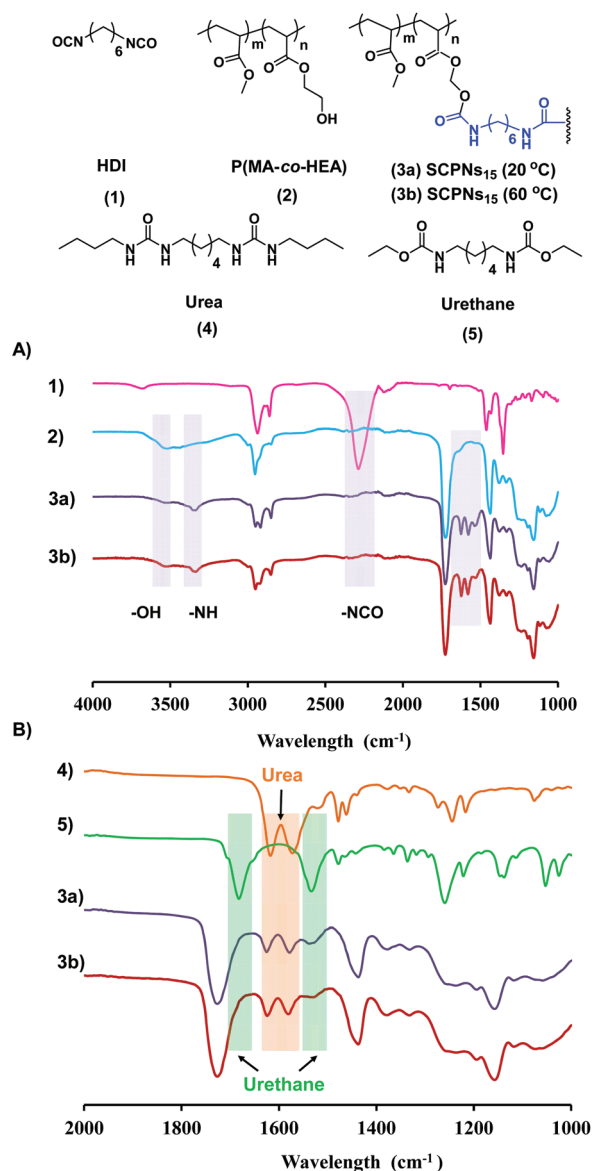 OCN
6
NCO
m
n
O
O
O
O
OH
m
n
O
O
O
O
O
O
N
H
6
N
H
O
HDI
(1)
P(MA-co-HEA)
(2)
(3a) SCPNs15 (20 °C)
(3b) SCPNs15 (60 °C)
N
H
O
N
H
4
N
H
O
N
H
O
O
N
H
4
H
N
O
O
Urea
(4)
Urethane
(5)
A)
1)
2)
3a)
3b)
-OH
-NH
-NCO
4000 3500 3000 2500 2000 1500 1000
Wavelength (cm-1)
B)
Urea
4)
5)
3a)
3b)
Urethane
2000 1800 1600 1400 1200 1000
Wavelength (cm-1)